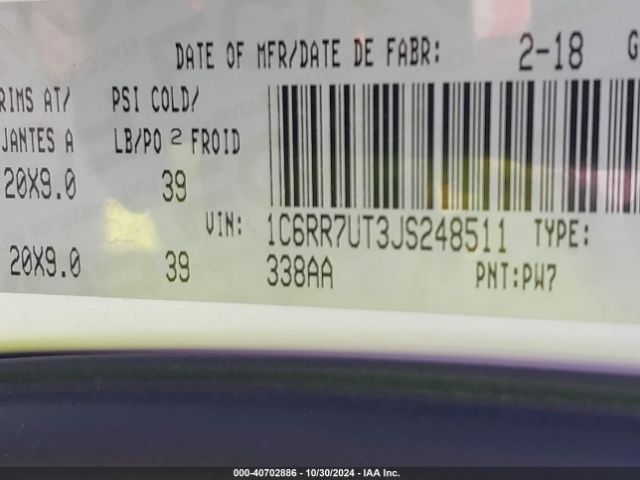 DATE OF MFR/DATE DE FABR: 2-18 G
RIMS AT/ PSI COLD/
JANTES A LB/PO 2 FROID
20X9.0 39
VIN: 1C6RR7UT3JS248511 TYPE:
20X9.0 39 338AA PNT:PW7
000-40702886 - 10/30/2024 - IAA Inc.